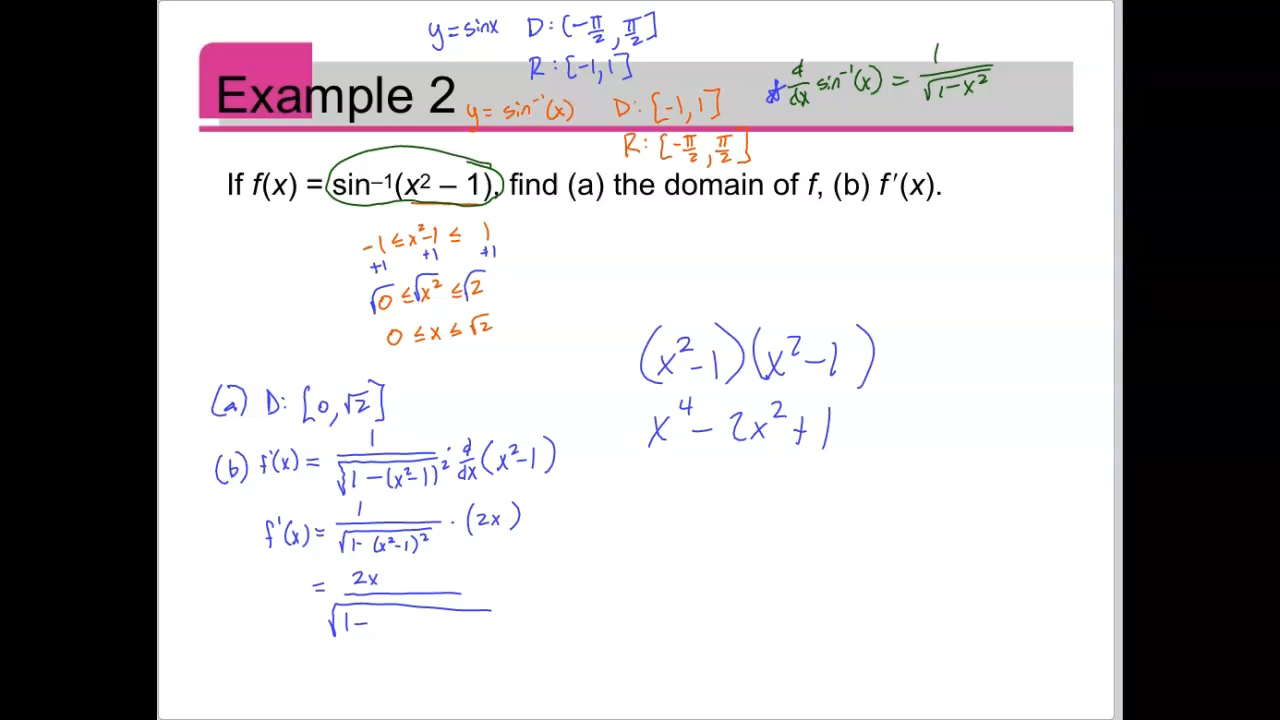 y = sinx D: (-π/2, π/2]
R: [-1, 1]
d/dx sin⁻¹(x) = 1/√(1-x²)
Example 2
y = sin⁻¹(x) D: [-1, 1]
R: [-π/2, π/2]
If f(x) = sin–1(x2 – 1), find (a) the domain of f, (b) f ′(x).
-1 ≤ x²-1 ≤ 1
+1 +1 +1
√0 ≤ √x² ≤ √2
0 ≤ x ≤ √2
(x²-1)(x²-1)
x⁴ - 2x² + 1
(a) D: [0, √2]
(b) f'(x) = 1/√(1-(x²-1)²) · d/dx (x²-1)
f'(x) = 1/√(1-(x²-1)²) · (2x)
= 2x/√(1-